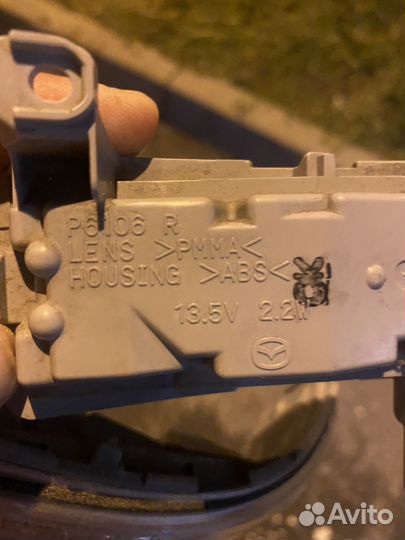 P6106 R
LENS >PMMA<
HOUSING >ABS<
13.5V 2.2W
Avito